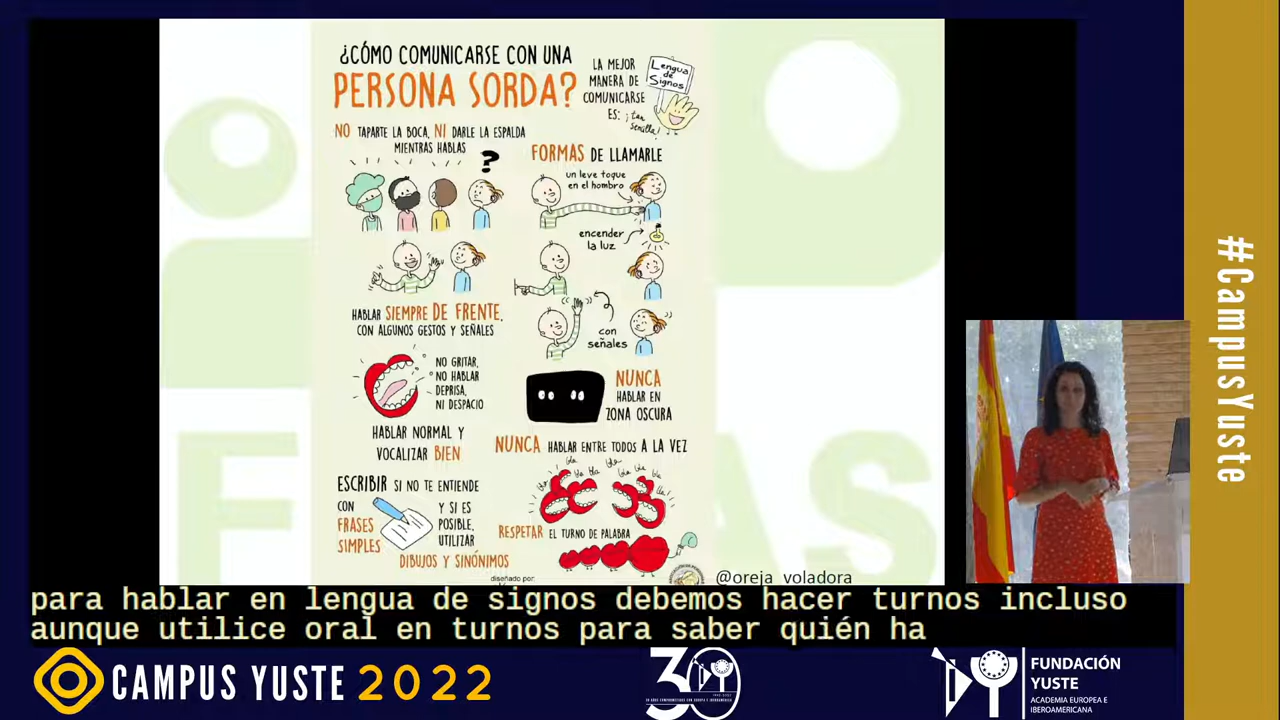 ¿CÓMO COMUNICARSE CON UNA
PERSONA SORDA?
LA MEJOR
MANERA DE
COMUNICARSE
ES: ¡tan
sencilla!
Lengua
de
Signos
NO TAPARTE LA BOCA, NI DARLE LA ESPALDA
MIENTRAS HABLAS
?
FORMAS DE LLAMARLE
un leve toque
en el hombro
encender
la luz
con
señales
HABLAR SIEMPRE DE FRENTE,
CON ALGUNOS GESTOS Y SEÑALES
NO GRITAR,
NO HABLAR
DEPRISA,
NI DESPACIO
HABLAR NORMAL Y
VOCALIZAR BIEN
NUNCA
HABLAR EN
ZONA OSCURA
NUNCA HABLAR ENTRE TODOS A LA VEZ
bla bla
ESCRIBIR SI NO TE ENTIENDE
CON
FRASES
SIMPLES
Y SI ES
POSIBLE,
UTILIZAR
DIBUJOS Y SINÓNIMOS
RESPETAR EL TURNO DE PALABRA
diseñado por:
@oreja_voladora
para hablar en lengua de signos debemos hacer turnos incluso
aunque utilice oral en turnos para saber quién ha
CAMPUS YUSTE 2022
30
FUNDACIÓN
YUSTE
ACADEMIA EUROPEA E
IBEROAMERICANA
#CampusYuste